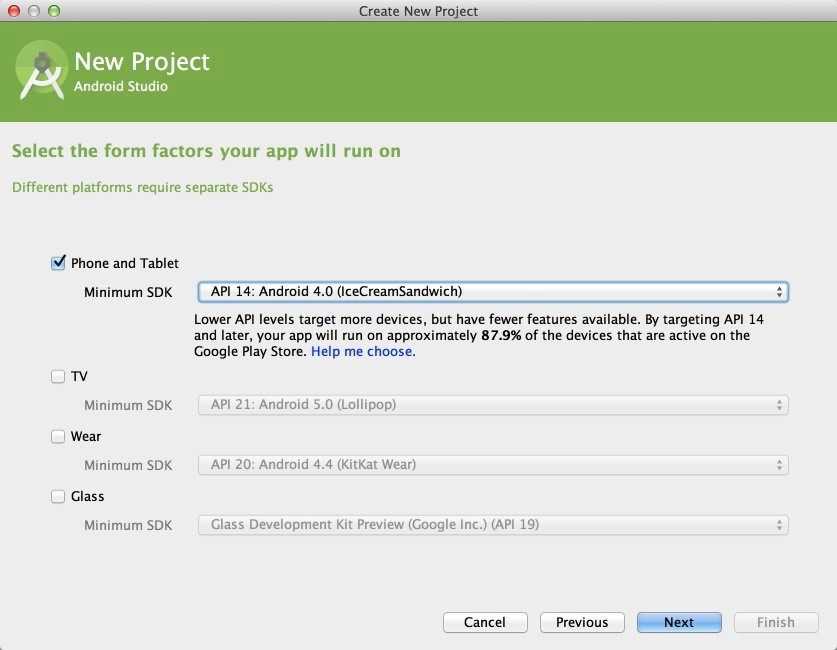 Create New Project
New Project
Android Studio
Select the form factors your app will run on
Different platforms require separate SDKs
Phone and Tablet
Minimum SDK
API 14: Android 4.0 (IceCreamSandwich)
Lower API levels target more devices, but have fewer features available. By targeting API 14
and later, your app will run on approximately 87.9% of the devices that are active on the
Google Play Store. Help me choose.
TV
Minimum SDK
API 21: Android 5.0 (Lollipop)
Wear
Minimum SDK
API 20: Android 4.4 (KitKat Wear)
Glass
Minimum SDK
Glass Development Kit Preview (Google Inc.) (API 19)
Cancel
Previous
Next
Finish